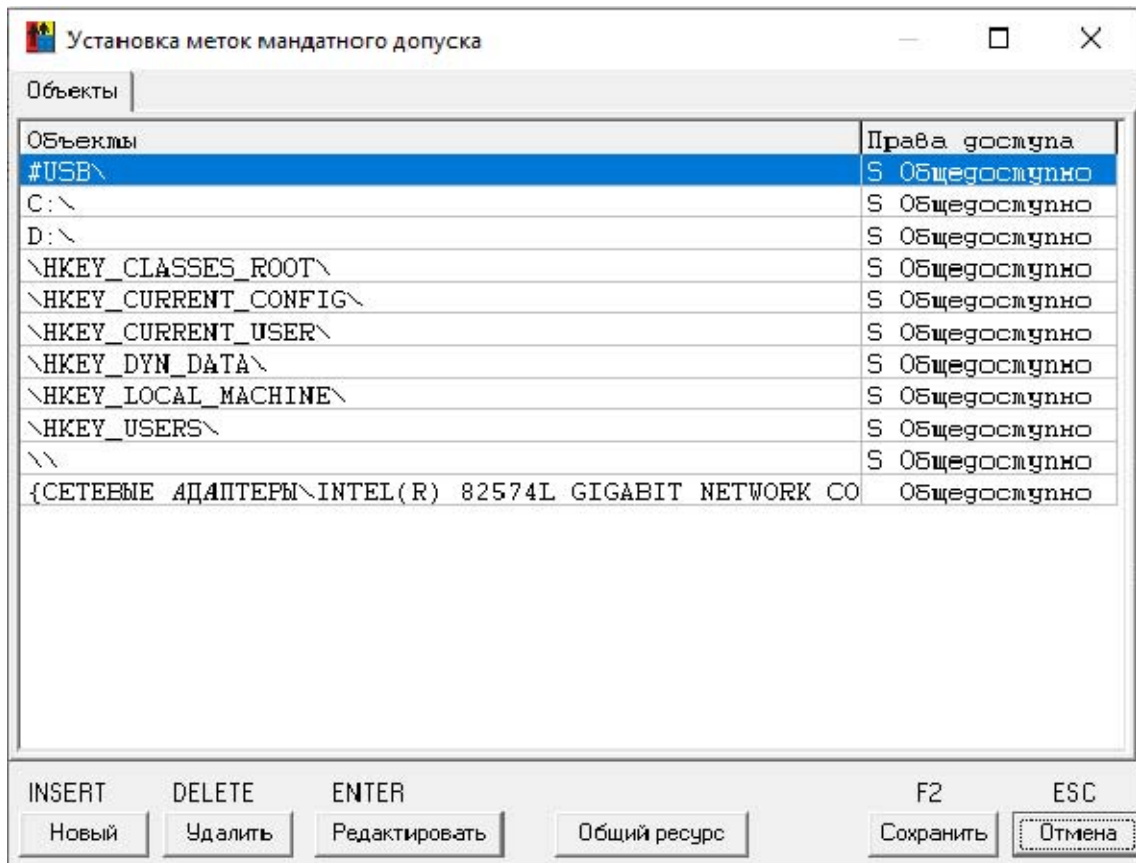 Установка меток мандатного допуска
Объекты
Объекты Права доступа
#USB\ S Общедоступно
C:\ S Общедоступно
D:\ S Общедоступно
\HKEY_CLASSES_ROOT\ S Общедоступно
\HKEY_CURRENT_CONFIG\ S Общедоступно
\HKEY_CURRENT_USER\ S Общедоступно
\HKEY_DYN_DATA\ S Общедоступно
\HKEY_LOCAL_MACHINE\ S Общедоступно
\HKEY_USERS\ S Общедоступно
\\ S Общедоступно
{СЕТЕВЫЕ АДАПТЕРЫ\INTEL(R) 82574L GIGABIT NETWORK CO Общедоступно
INSERT DELETE ENTER F2 ESC
Новый Удалить Редактировать Общий ресурс Сохранить Отмена